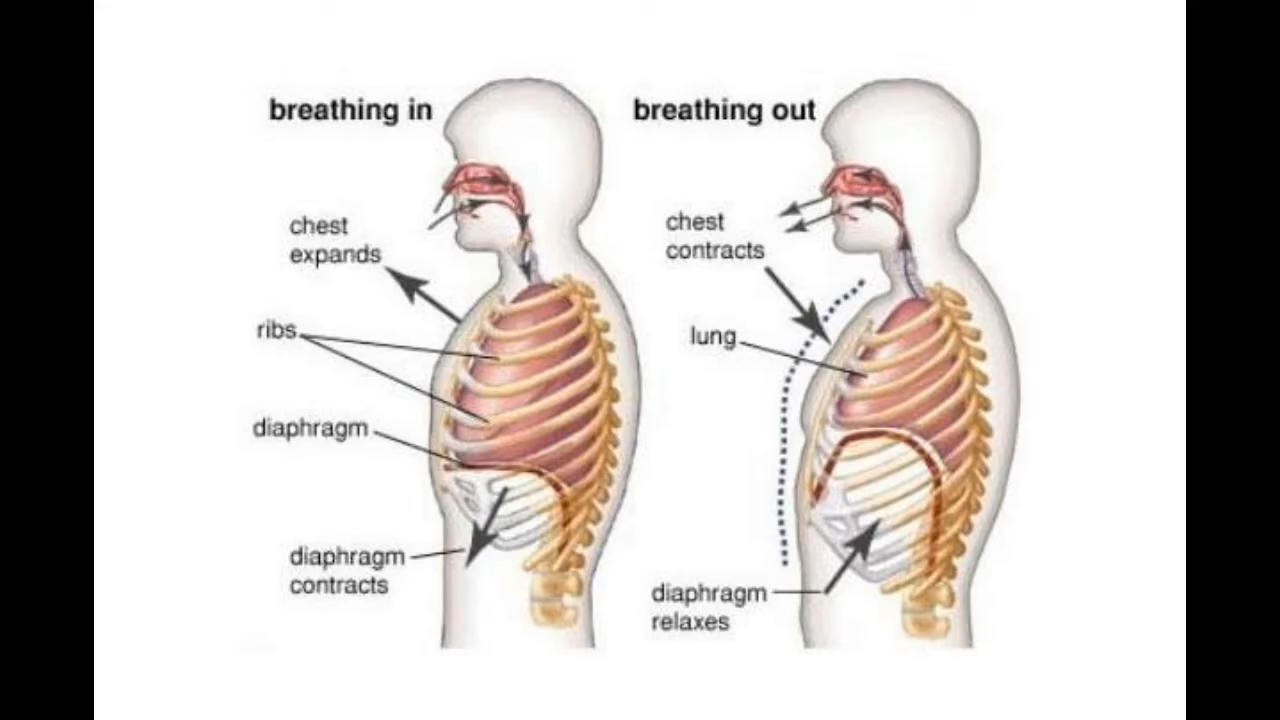 breathing in
chest
expands
ribs
diaphragm
diaphragm
contracts
breathing out
chest
contracts
lung
diaphragm
relaxes